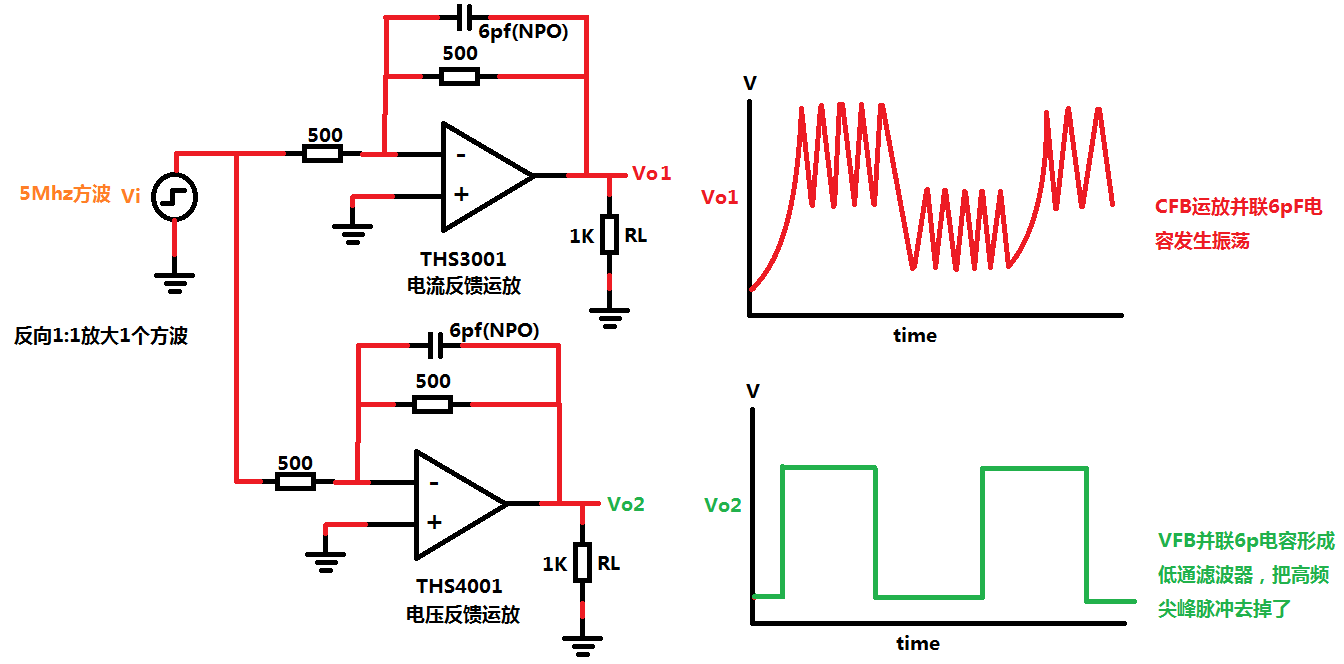 6pf(NPO)
500
500
5Mhz方波 Vi
-
+
Vo1
1K RL
THS3001
电流反馈运放
反向1:1放大1个方波
6pf(NPO)
500
500
-
+
Vo2
1K RL
THS4001
电压反馈运放
V
Vo1
time
CFB运放并联6pF电
容发生振荡
V
Vo2
time
VFB并联6p电容形成
低通滤波器，把高频
尖峰脉冲去掉了